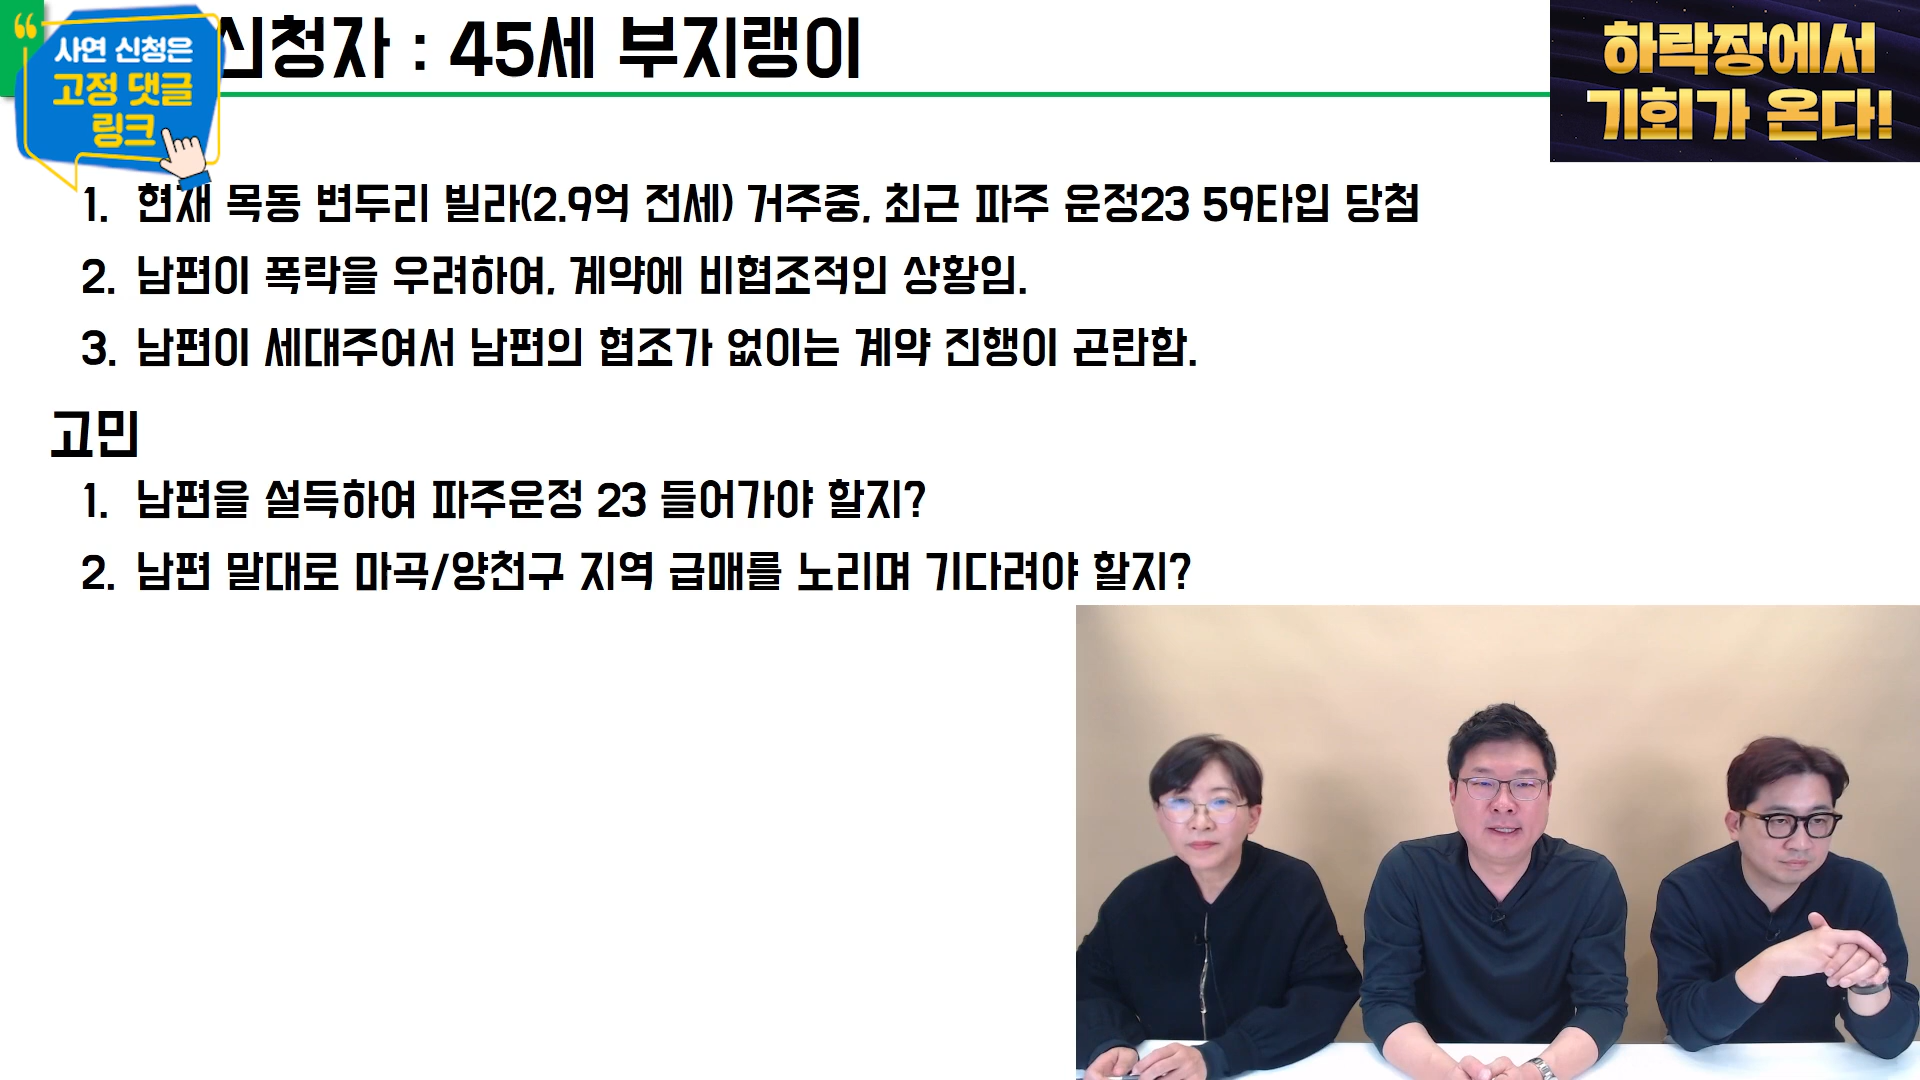 사연 신청은
고정 댓글
링크
신청자 : 45세 부지랭이
하락장에서
기회가 온다!
1. 현재 목동 변두리 빌라(2.9억 전세) 거주중, 최근 파주 운정23 59타입 당첨
2. 남편이 폭락을 우려하여, 계약에 비협조적인 상황임.
3. 남편이 세대주여서 남편의 협조가 없이는 계약 진행이 곤란함.
고민
1. 남편을 설득하여 파주운정 23 들어가야 할지?
2. 남편 말대로 마곡/양천구 지역 급매를 노리며 기다려야 할지?